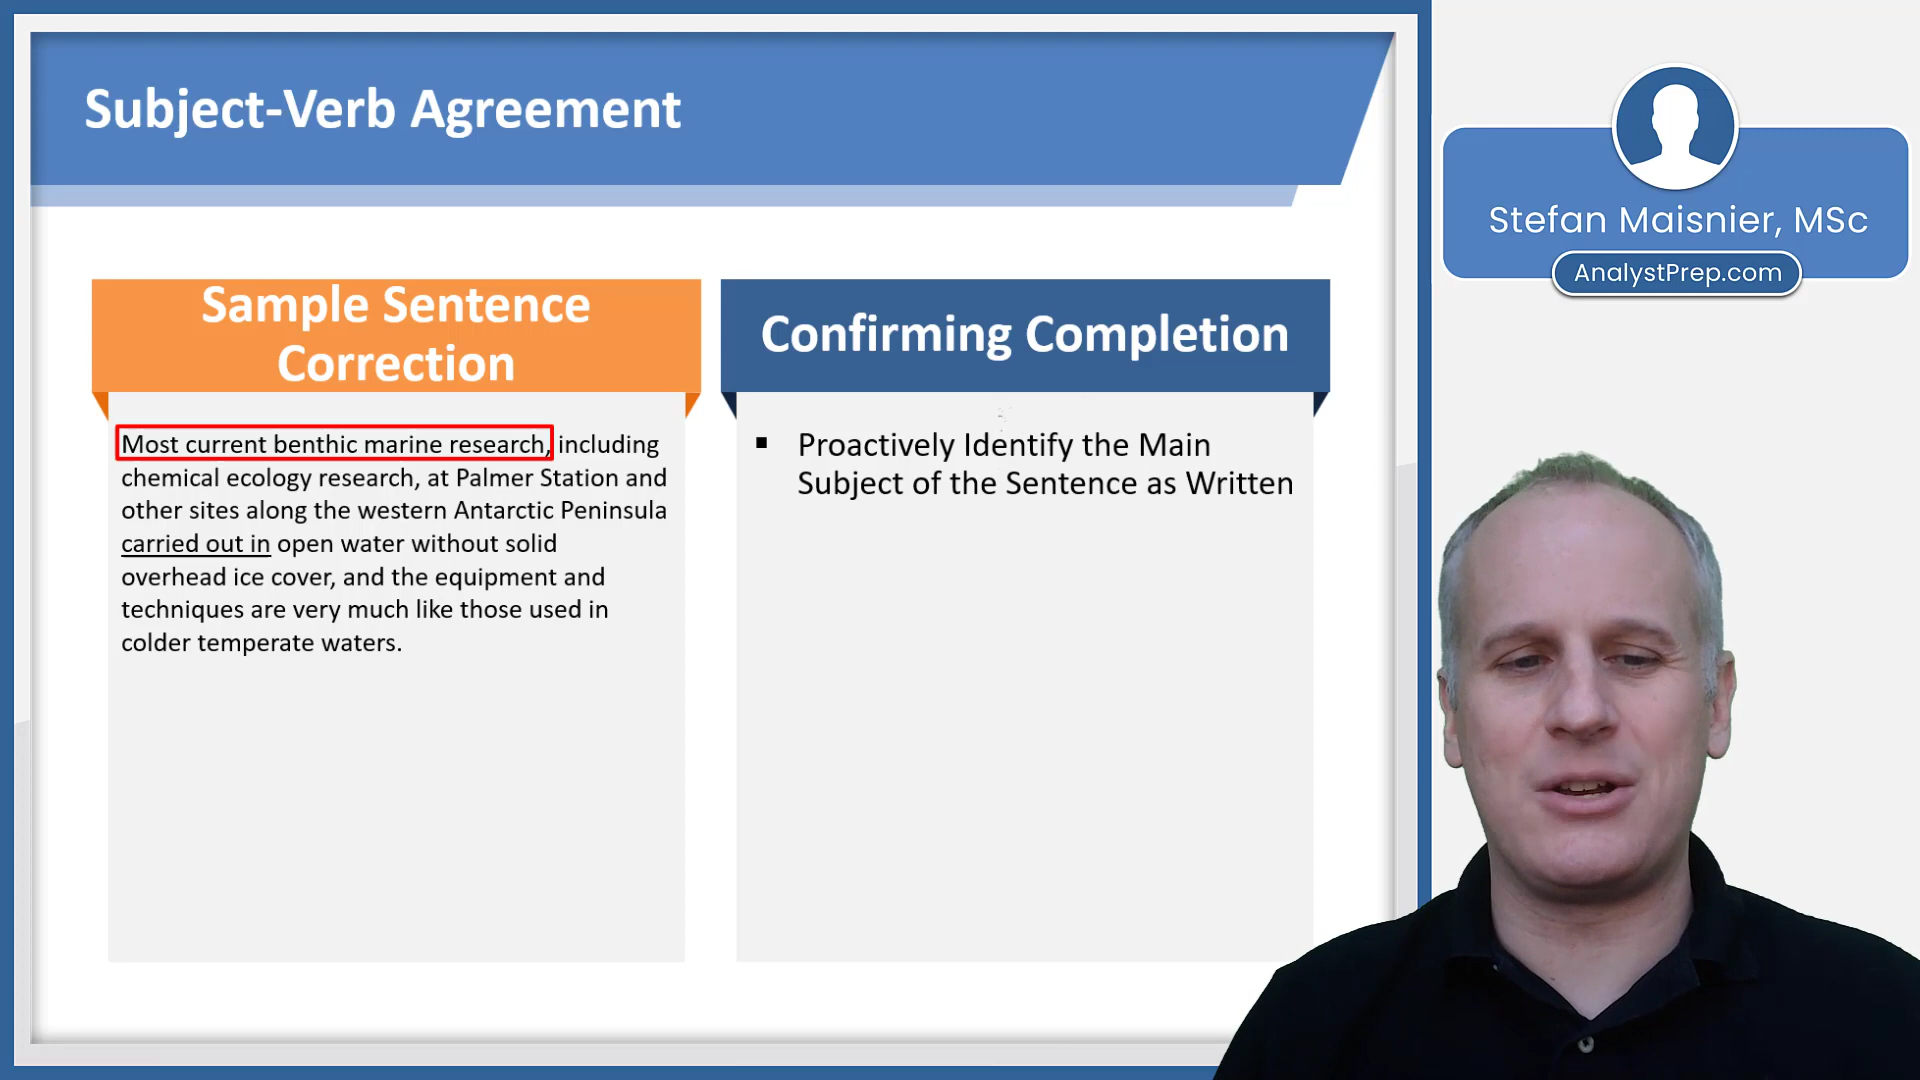 Subject-Verb Agreement
Stefan Maisnier, MSc
AnalystPrep.com
Sample Sentence
Correction
Most current benthic marine research, including
chemical ecology research, at Palmer Station and
other sites along the western Antarctic Peninsula
carried out in open water without solid
overhead ice cover, and the equipment and
techniques are very much like those used in
colder temperate waters.
Confirming Completion
▪ Proactively Identify the Main
Subject of the Sentence as Written